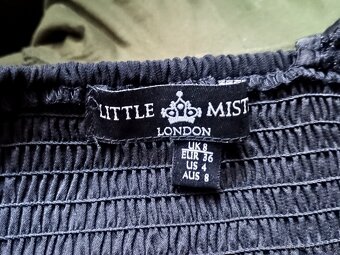 LITTLE MIST
LONDON
UK 8
EUR 36
US 4
AUS 8